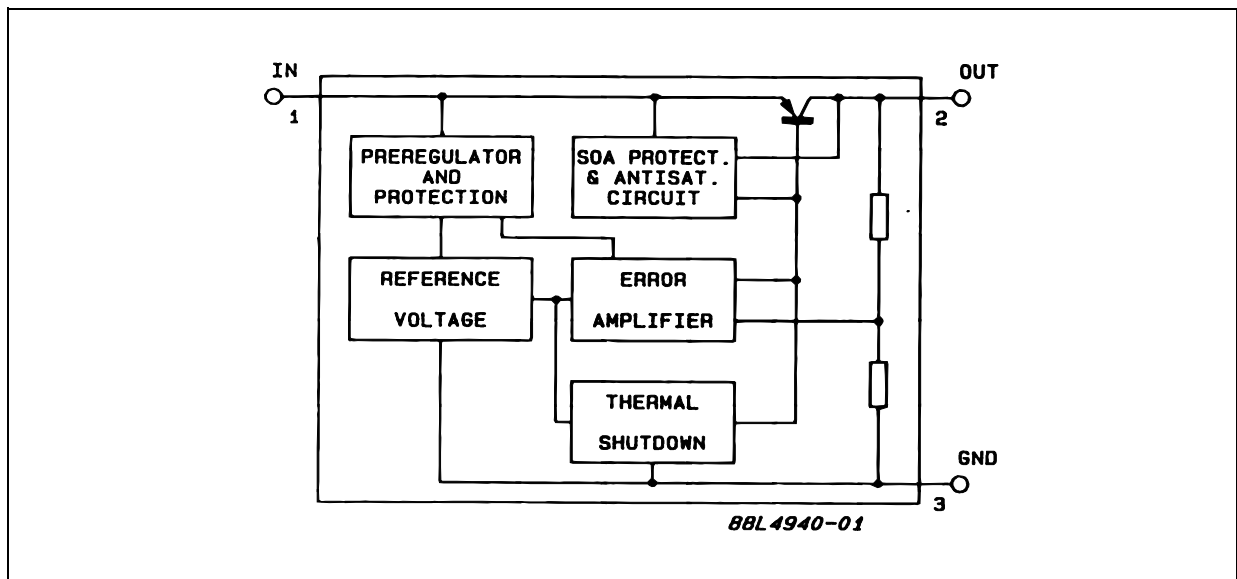 IN
OUT
1
2
PREREGULATOR
AND
PROTECTION
SOA PROTECT.
& ANTISAT.
CIRCUIT
REFERENCE
VOLTAGE
ERROR
AMPLIFIER
THERMAL
SHUTDOWN
GND
3
88L4940-01